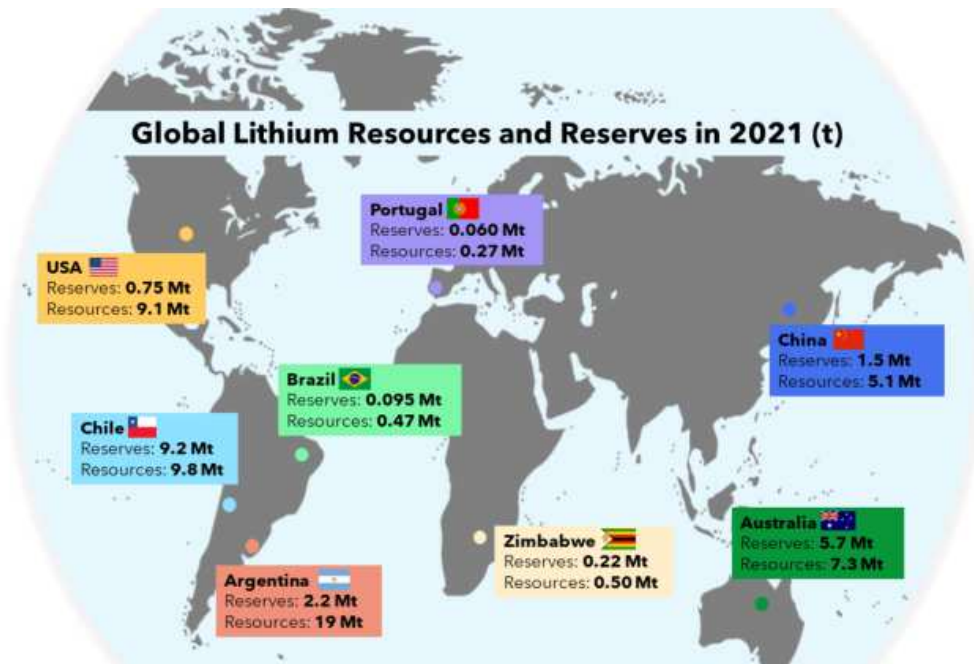 Global Lithium Resources and Reserves in 2021 (t)
Portugal
Reserves: 0.060 Mt
Resources: 0.27 Mt
USA
Reserves: 0.75 Mt
Resources: 9.1 Mt
China
Reserves: 1.5 Mt
Resources: 5.1 Mt
Brazil
Reserves: 0.095 Mt
Resources: 0.47 Mt
Chile
Reserves: 9.2 Mt
Resources: 9.8 Mt
Australia
Reserves: 5.7 Mt
Resources: 7.3 Mt
Zimbabwe
Reserves: 0.22 Mt
Resources: 0.50 Mt
Argentina
Reserves: 2.2 Mt
Resources: 19 Mt